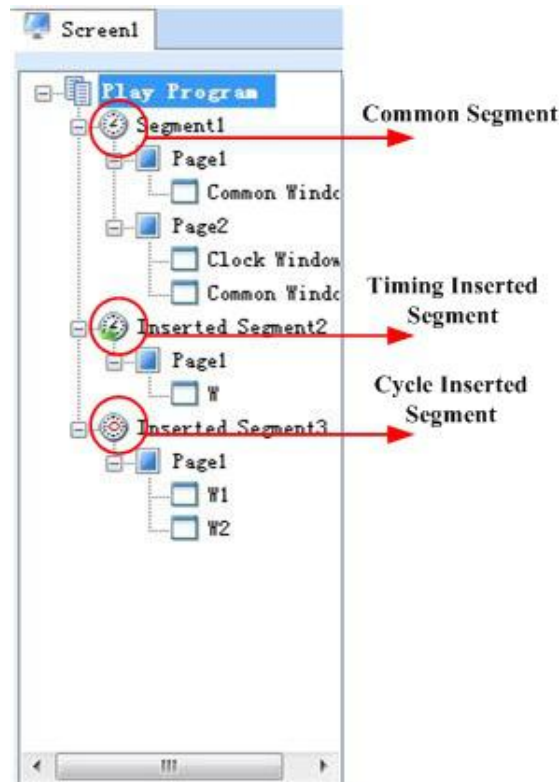 Screen1
Play Program
Segment1
Common Segment
Page1
Common Windo
Page2
Clock Window
Common Windo
Timing Inserted
Segment
Inserted Segment2
Page1
W
Cycle Inserted
Segment
Inserted Segment3
Page1
W1
W2